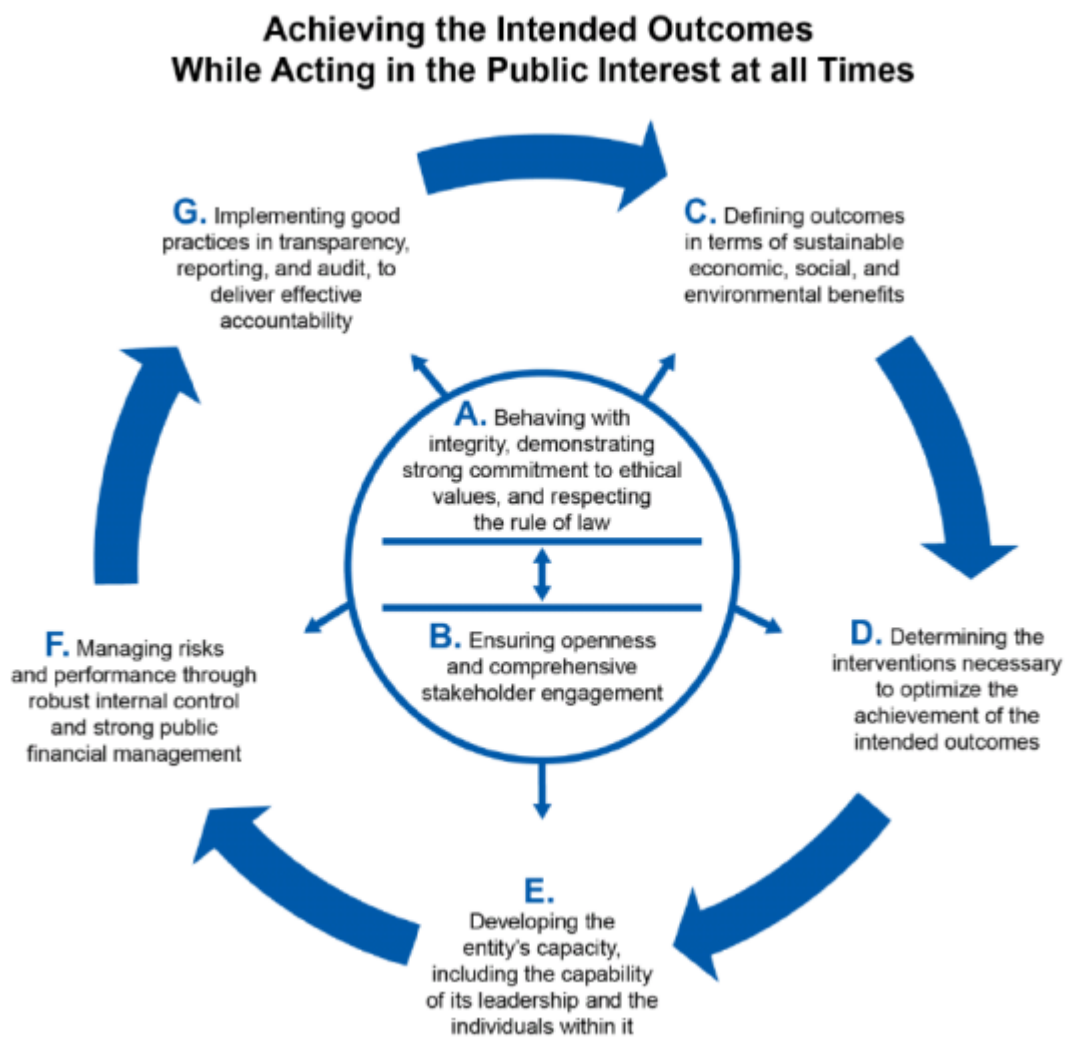 Achieving the Intended Outcomes
While Acting in the Public Interest at all Times
G. Implementing good
practices in transparency,
reporting, and audit, to
deliver effective
accountability
C. Defining outcomes
in terms of sustainable
economic, social, and
environmental benefits
A. Behaving with
integrity, demonstrating
strong commitment to ethical
values, and respecting
the rule of law
B. Ensuring openness
and comprehensive
stakeholder engagement
F. Managing risks
and performance through
robust internal control
and strong public
financial management
D. Determining the
interventions necessary
to optimize the
achievement of the
intended outcomes
E.
Developing the
entity's capacity,
including the capability
of its leadership and the
individuals within it